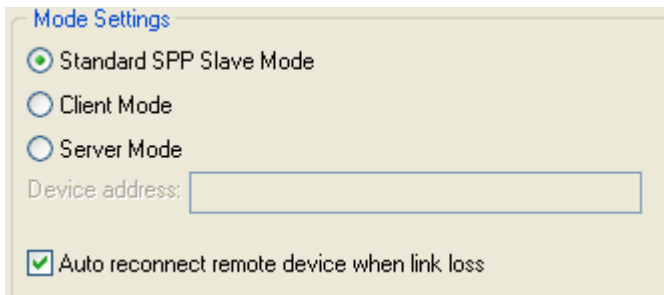 Mode Settings
Standard SPP Slave Mode
Client Mode
Server Mode
Device address:
Auto reconnect remote device when link loss